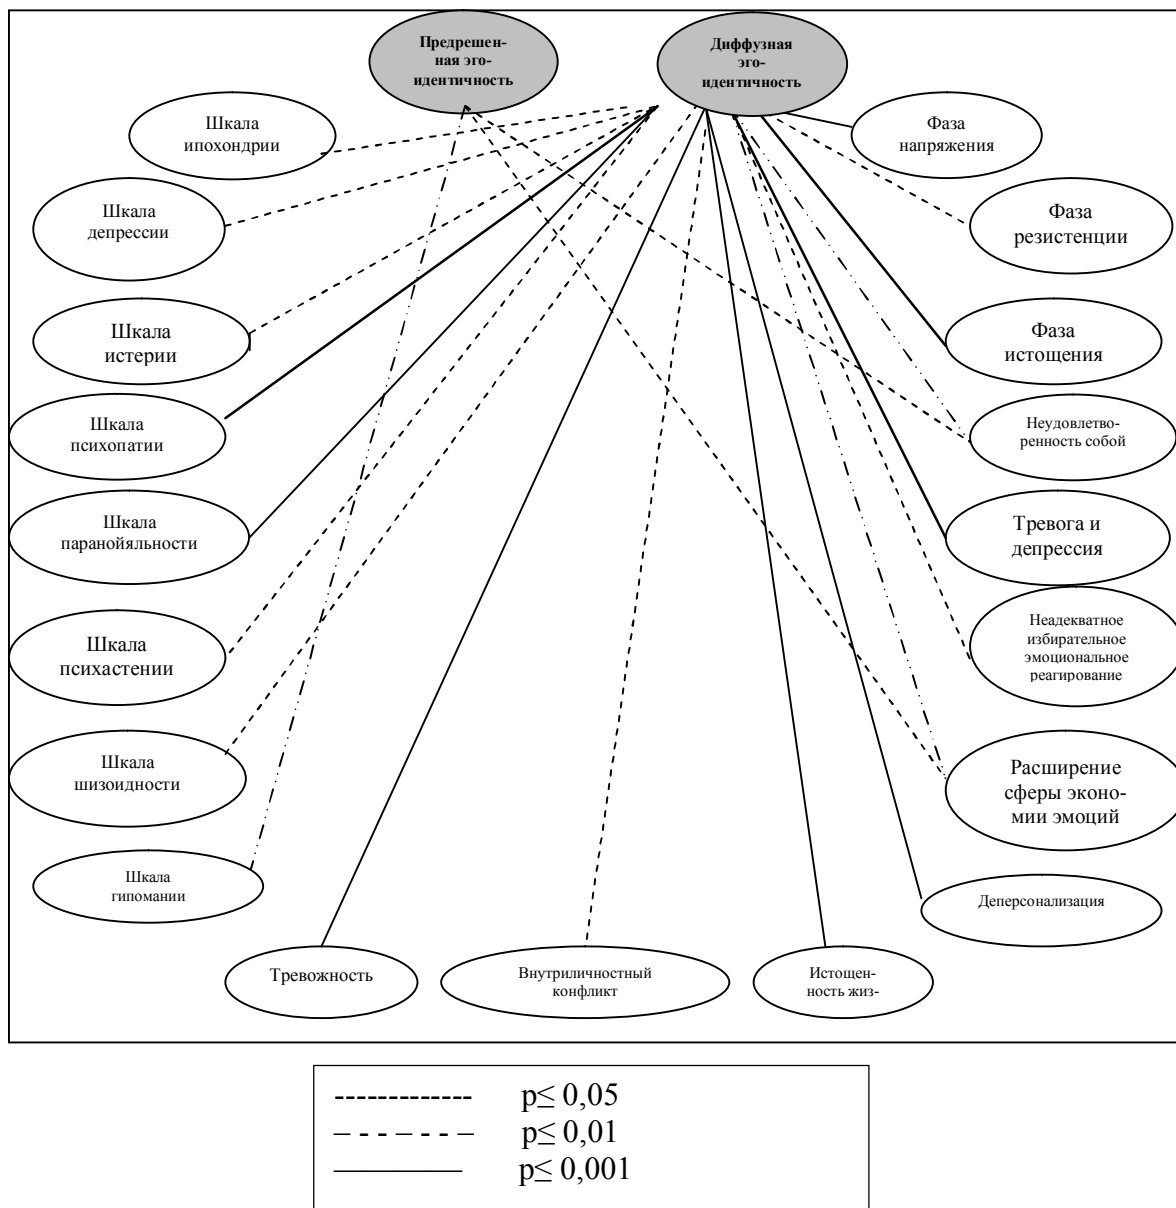 Предрешен-
ная эго-
идентичность
Диффузная
эго-
идентичность
Шкала
ипохондрии
Фаза
напряжения
Шкала
депрессии
Фаза
резистенции
Шкала
истерии
Фаза
истощения
Шкала
психопатии
Неудовлетво-
ренность собой
Шкала
паранойяльности
Тревога и
депрессия
Шкала
психастении
Неадекватное
избирательное
эмоциональное
реагирование
Шкала
шизоидности
Расширение
сферы эконо-
мии эмоций
Шкала
гипомании
Деперсонализация
Тревожность
Внутриличностный
конфликт
Истощен-
ность жиз-
p≤ 0,05
p≤ 0,01
p≤ 0,001